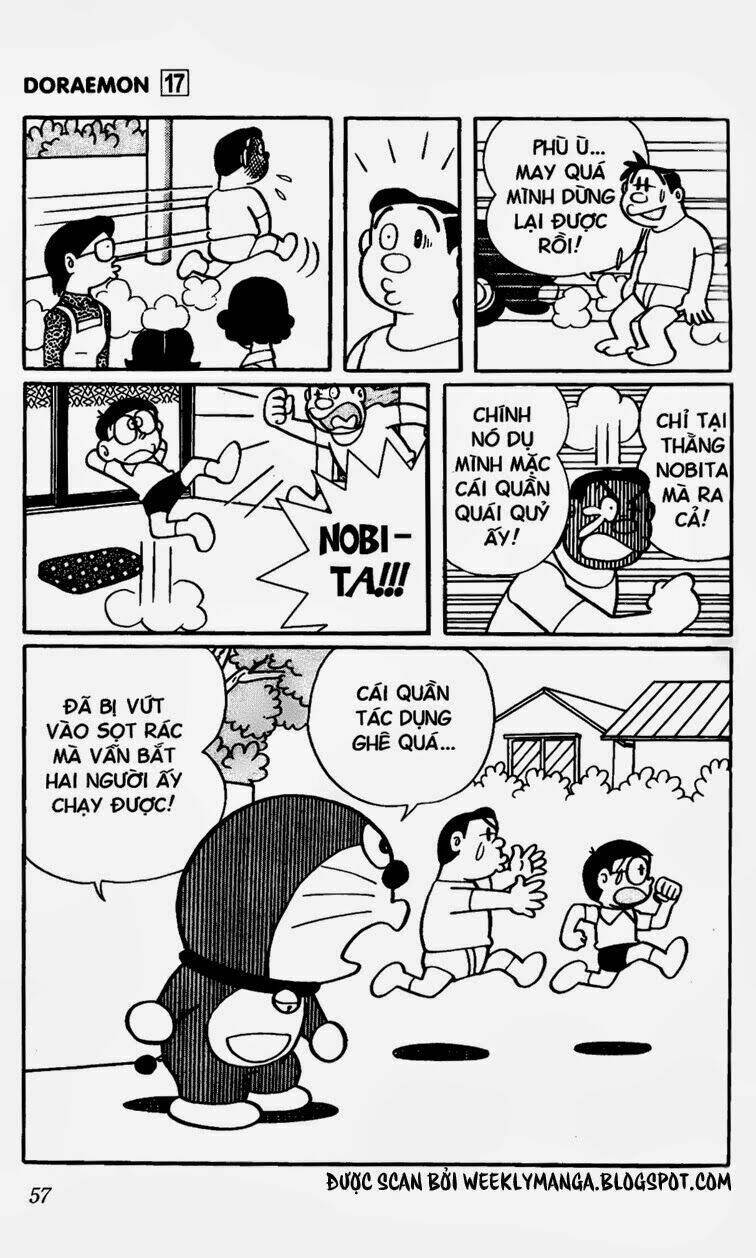 DORAEMON 17
PHÙ Ù...
MAY QUÁ
MÌNH DỪNG
LẠI ĐƯỢC
RỒI!
NOBI-
TA!!!
CHÍNH
NÓ DỤ
MÌNH MẶC
CÁI QUẦN
QUÁI QUỶ
ẤY!
CHỈ TẠI
THẰNG
NOBITA
MÀ RA
CẢ!
ĐÃ BỊ VỨT
VÀO SỌT RÁC
MÀ VẪN BẮT
HAI NGƯỜI ẤY
CHẠY ĐƯỢC!
CÁI QUẦN
TÁC DỤNG
GHÊ QUÁ...
57
ĐƯỢC SCAN BỞI WEEKLYMANGA.BLOGSPOT.COM